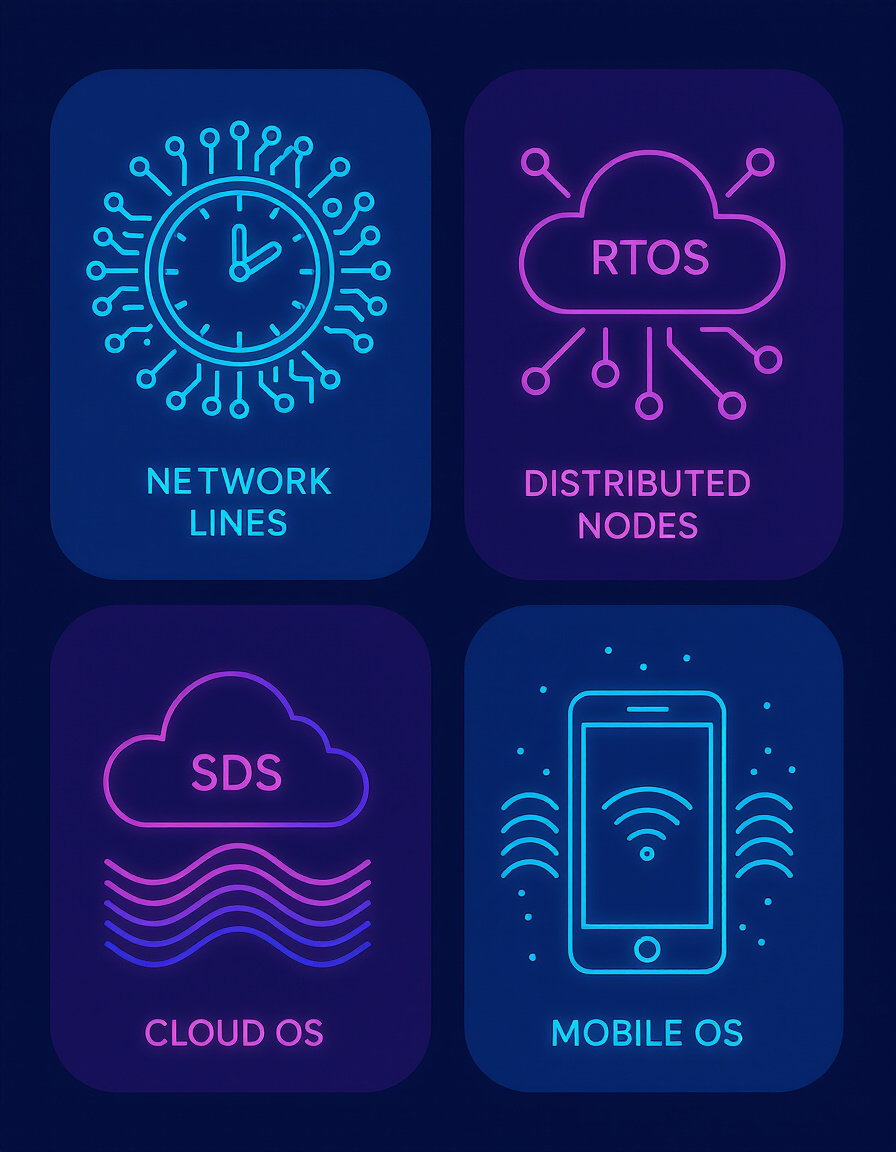 NETWORK
LINES
RTOS
DISTRIBUTED
NODES
SDS
CLOUD OS
MOBILE OS